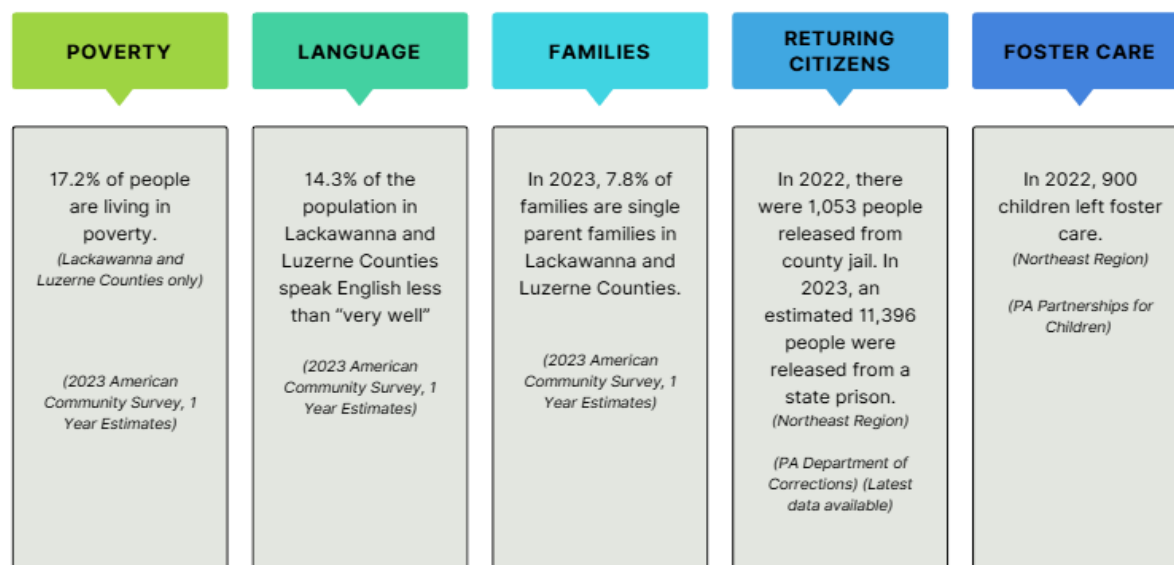 POVERTY
17.2% of people
are living in
poverty.
(Lackawanna and
Luzerne Counties only)
(2023 American
Community Survey, 1
Year Estimates)
LANGUAGE
14.3% of the
population in
Lackawanna and
Luzerne Counties
speak English less
than “very well”
(2023 American
Community Survey, 1
Year Estimates)
FAMILIES
In 2023, 7.8% of
families are single
parent families in
Lackawanna and
Luzerne Counties.
(2023 American
Community Survey, 1
Year Estimates)
RETURING
CITIZENS
In 2022, there
were 1,053 people
released from
county jail. In
2023, an
estimated 11,396
people were
released from a
state prison.
(Northeast Region)
(PA Department of
Corrections) (Latest
data available)
FOSTER CARE
In 2022, 900
children left foster
care.
(Northeast Region)
(PA Partnerships for
Children)